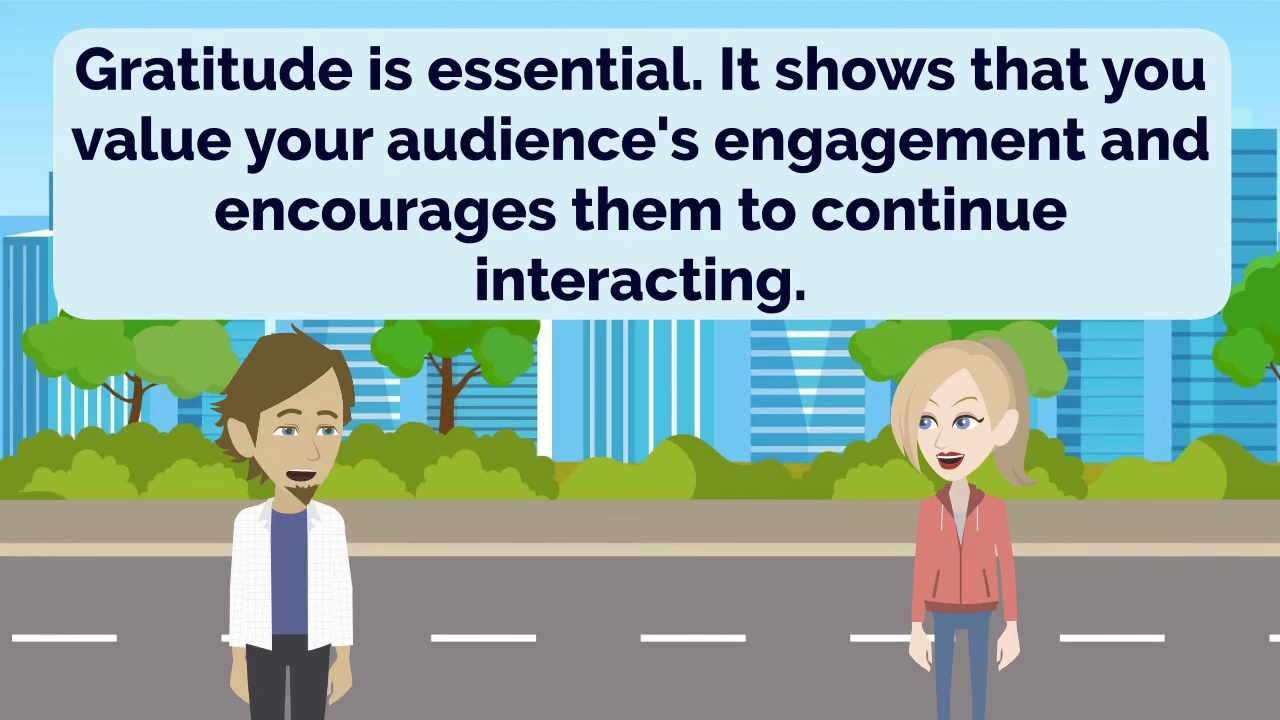 Gratitude is essential. It shows that you
value your audience's engagement and
encourages them to continue
interacting.